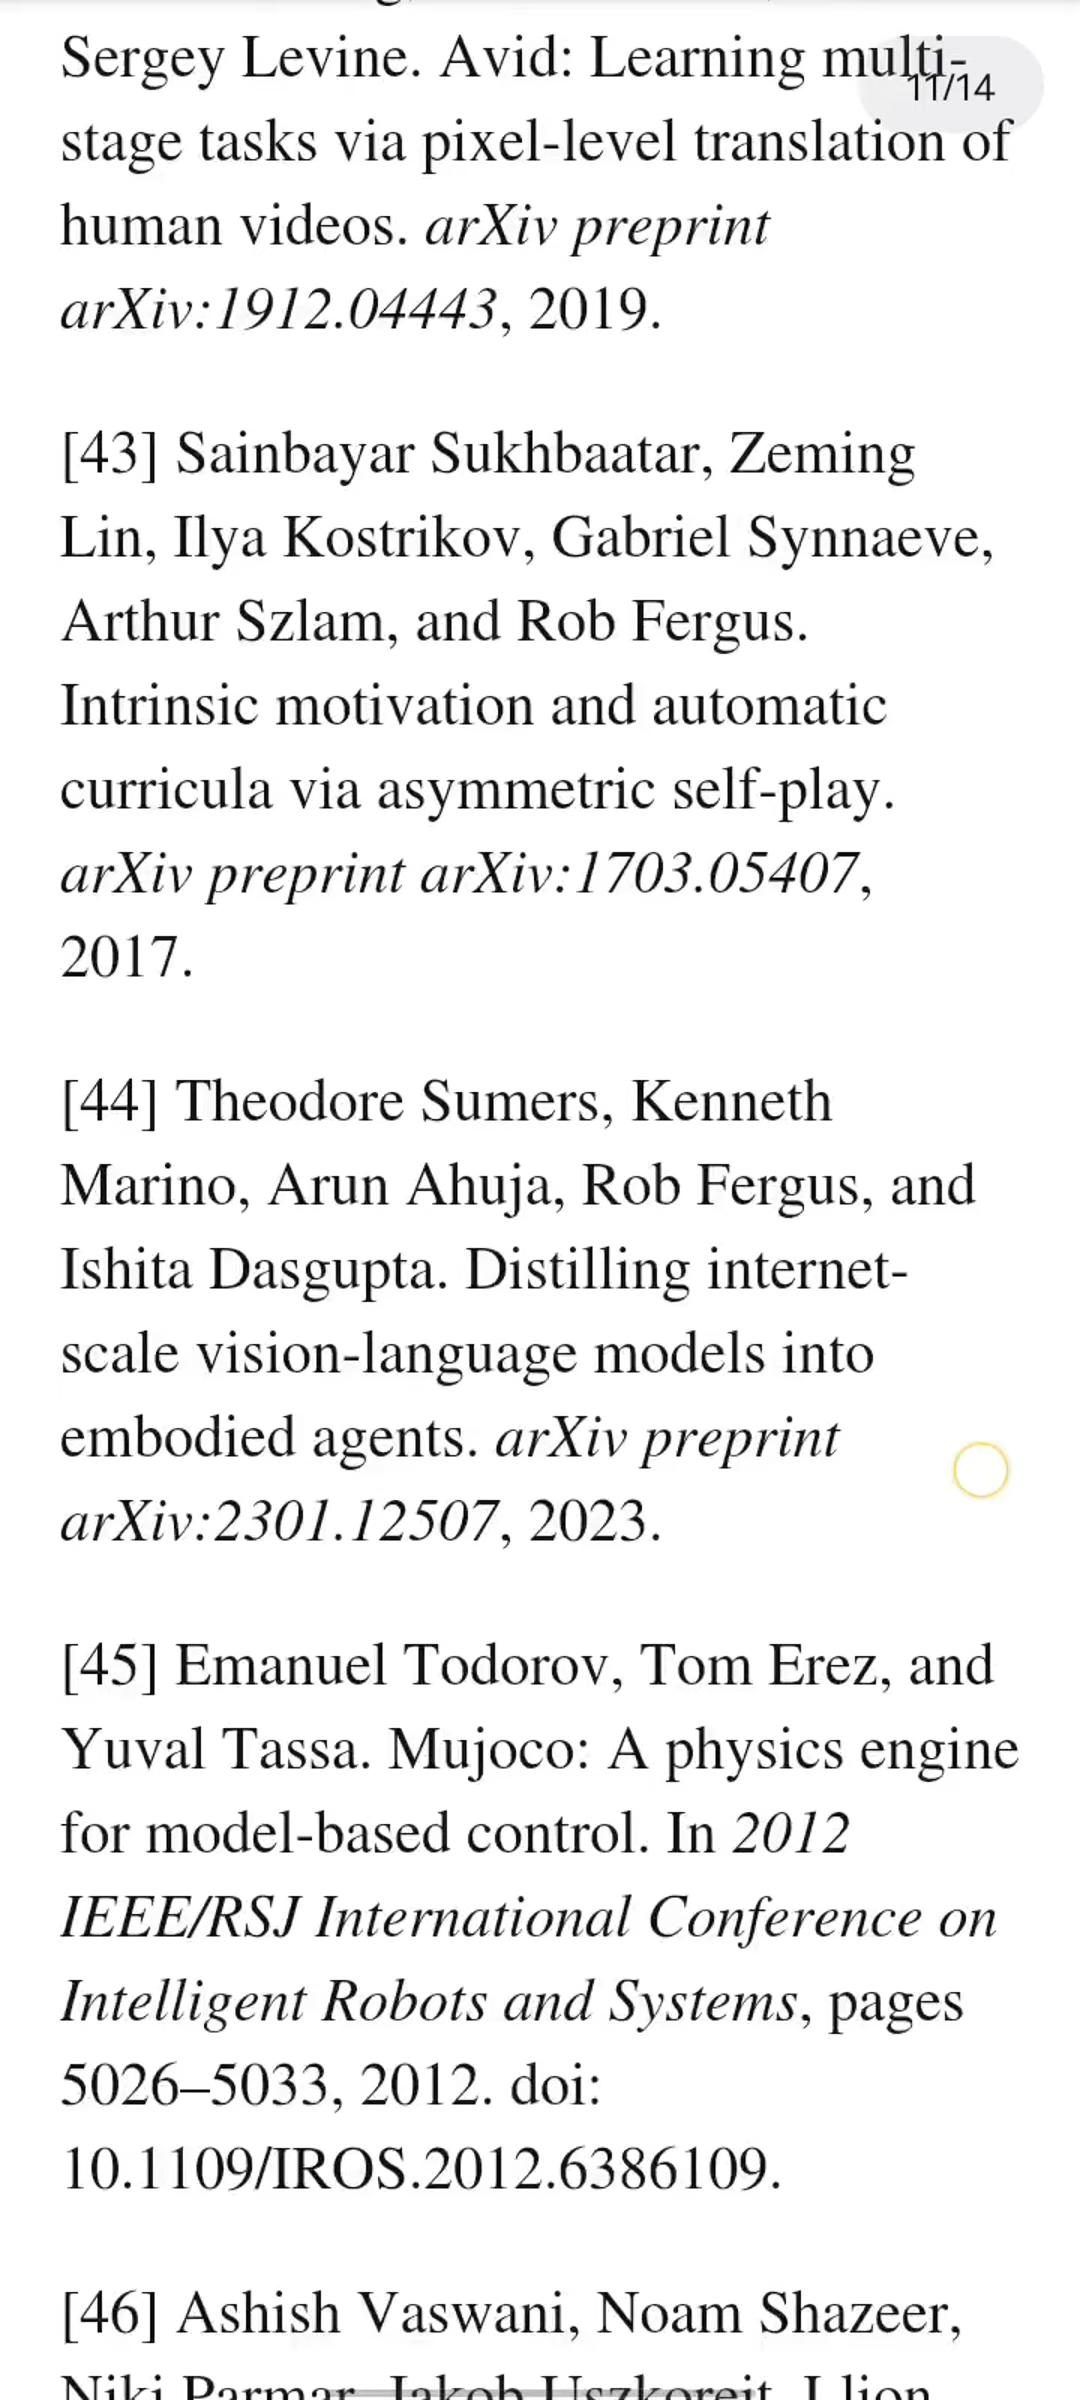 Sergey Levine. Avid: Learning multi-
11/14
stage tasks via pixel-level translation of
human videos. arXiv preprint
arXiv:1912.04443, 2019.
[43] Sainbayar Sukhbaatar, Zeming
Lin, Ilya Kostrikov, Gabriel Synnaeve,
Arthur Szlam, and Rob Fergus.
Intrinsic motivation and automatic
curricula via asymmetric self-play.
arXiv preprint arXiv:1703.05407,
2017.
[44] Theodore Sumers, Kenneth
Marino, Arun Ahuja, Rob Fergus, and
Ishita Dasgupta. Distilling internet-
scale vision-language models into
embodied agents. arXiv preprint
arXiv:2301.12507, 2023.
[45] Emanuel Todorov, Tom Erez, and
Yuval Tassa. Mujoco: A physics engine
for model-based control. In 2012
IEEE/RSJ International Conference on
Intelligent Robots and Systems, pages
5026–5033, 2012. doi:
10.1109/IROS.2012.6386109.
[46] Ashish Vaswani, Noam Shazeer,
Niki Parmar, Jakob Uszkoreit, Llion